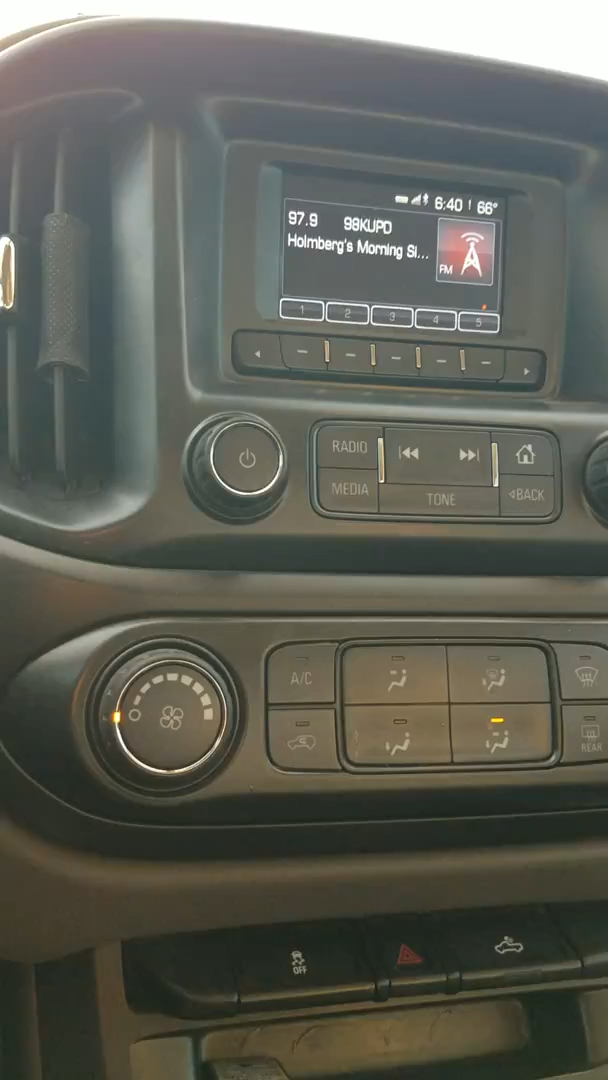 6:40 66°
97.9 98KUPD
Holmberg's Morning Si...
FM
1 2 3 4 5
RADIO
MEDIA
TONE
BACK
A/C
REAR
OFF